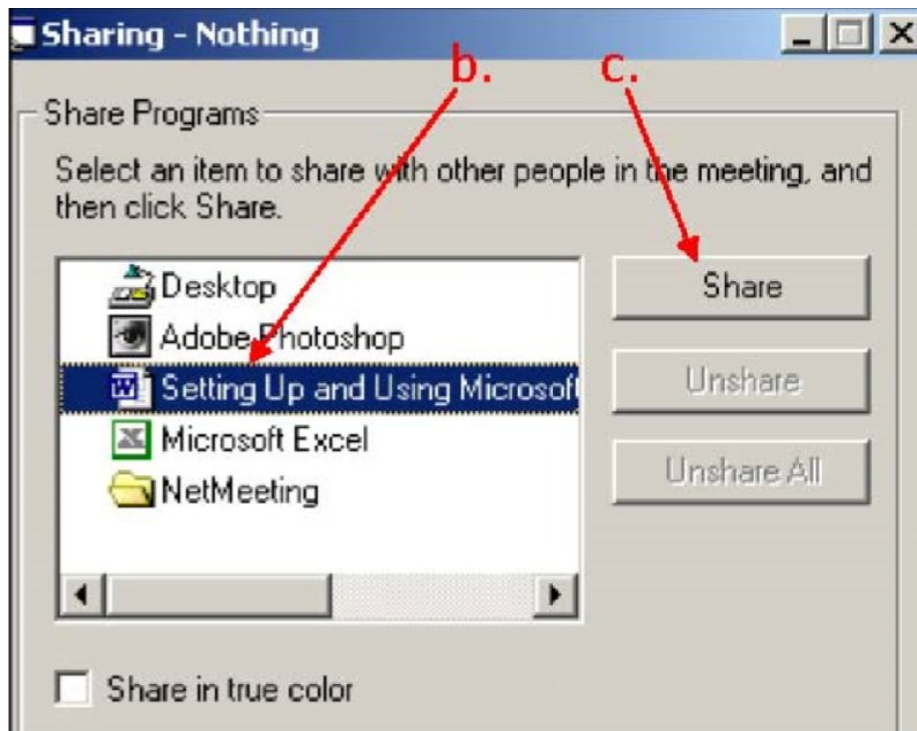 Sharing - Nothing
b.
c.
Share Programs
Select an item to share with other people in the meeting, and
then click Share.
Desktop
Adobe Photoshop
Setting Up and Using Microsoft
Microsoft Excel
NetMeeting
Share
Unshare
Unshare All
Share in true color